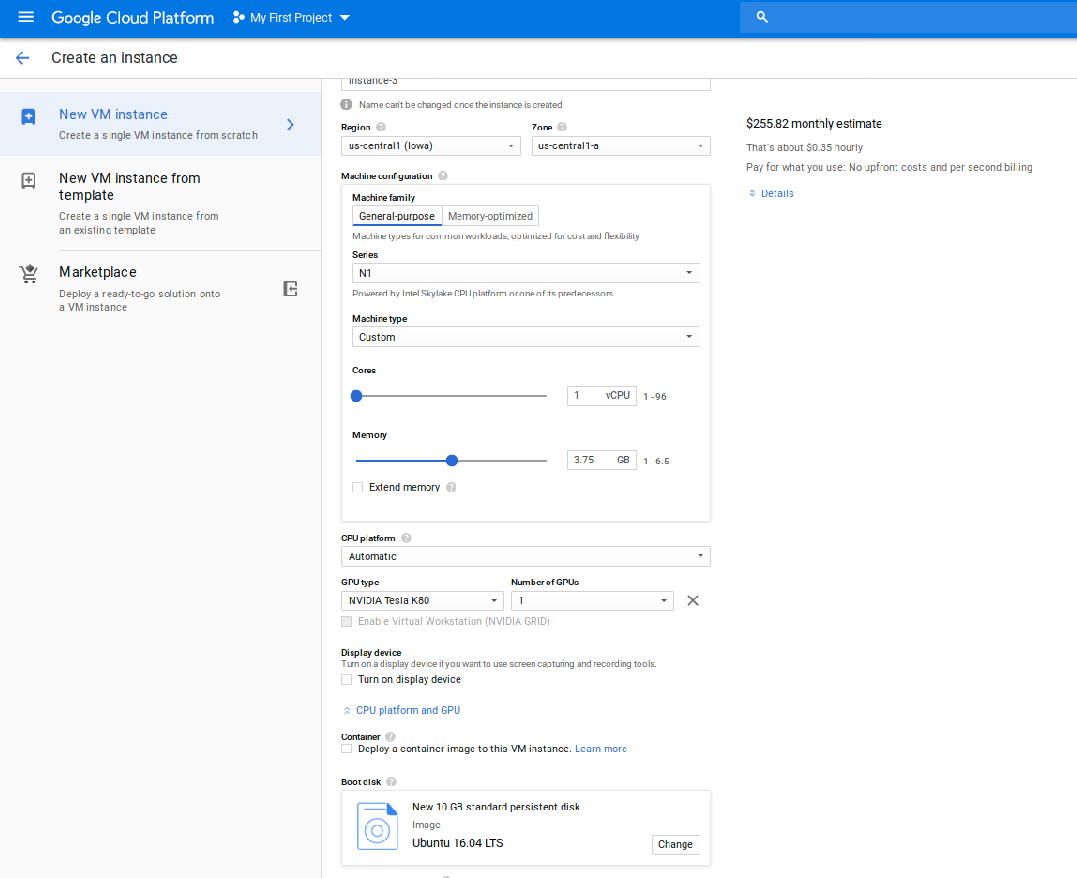 Google Cloud Platform
My First Project
Create an instance
New VM instance
Create a single VM instance from scratch
New VM instance from
template
Create a single VM instance from
an existing template
Marketplace
Deploy a ready-to-go solution onto
a VM instance
instance-3
Name can't be changed once the instance is created
Region
Zone
us-central1 (Iowa)
us-central1-a
Machine configuration
Machine family
General-purpose
Memory-optimized
Machine types for common workloads, optimized for cost and flexibility
Series
N1
Powered by Intel Skylake CPU platform or one of its predecessors
Machine type
Custom
Cores
1 vCPU 1 - 96
Memory
3.75 GB 1 6.5
Extend memory
CPU platform
Automatic
GPU type
Number of GPUs
NVIDIA Tesla K80
1
Enable Virtual Workstation (NVIDIA GRID)
Display device
Turn on a display device if you want to use screen capturing and recording tools.
Turn on display device
CPU platform and GPU
Container
Deploy a container image to this VM instance. Learn more
Boot disk
New 10 GB standard persistent disk
Image
Ubuntu 16.04 LTS
Change
$255.82 monthly estimate
That's about $0.35 hourly
Pay for what you use: No upfront costs and per second billing
Details